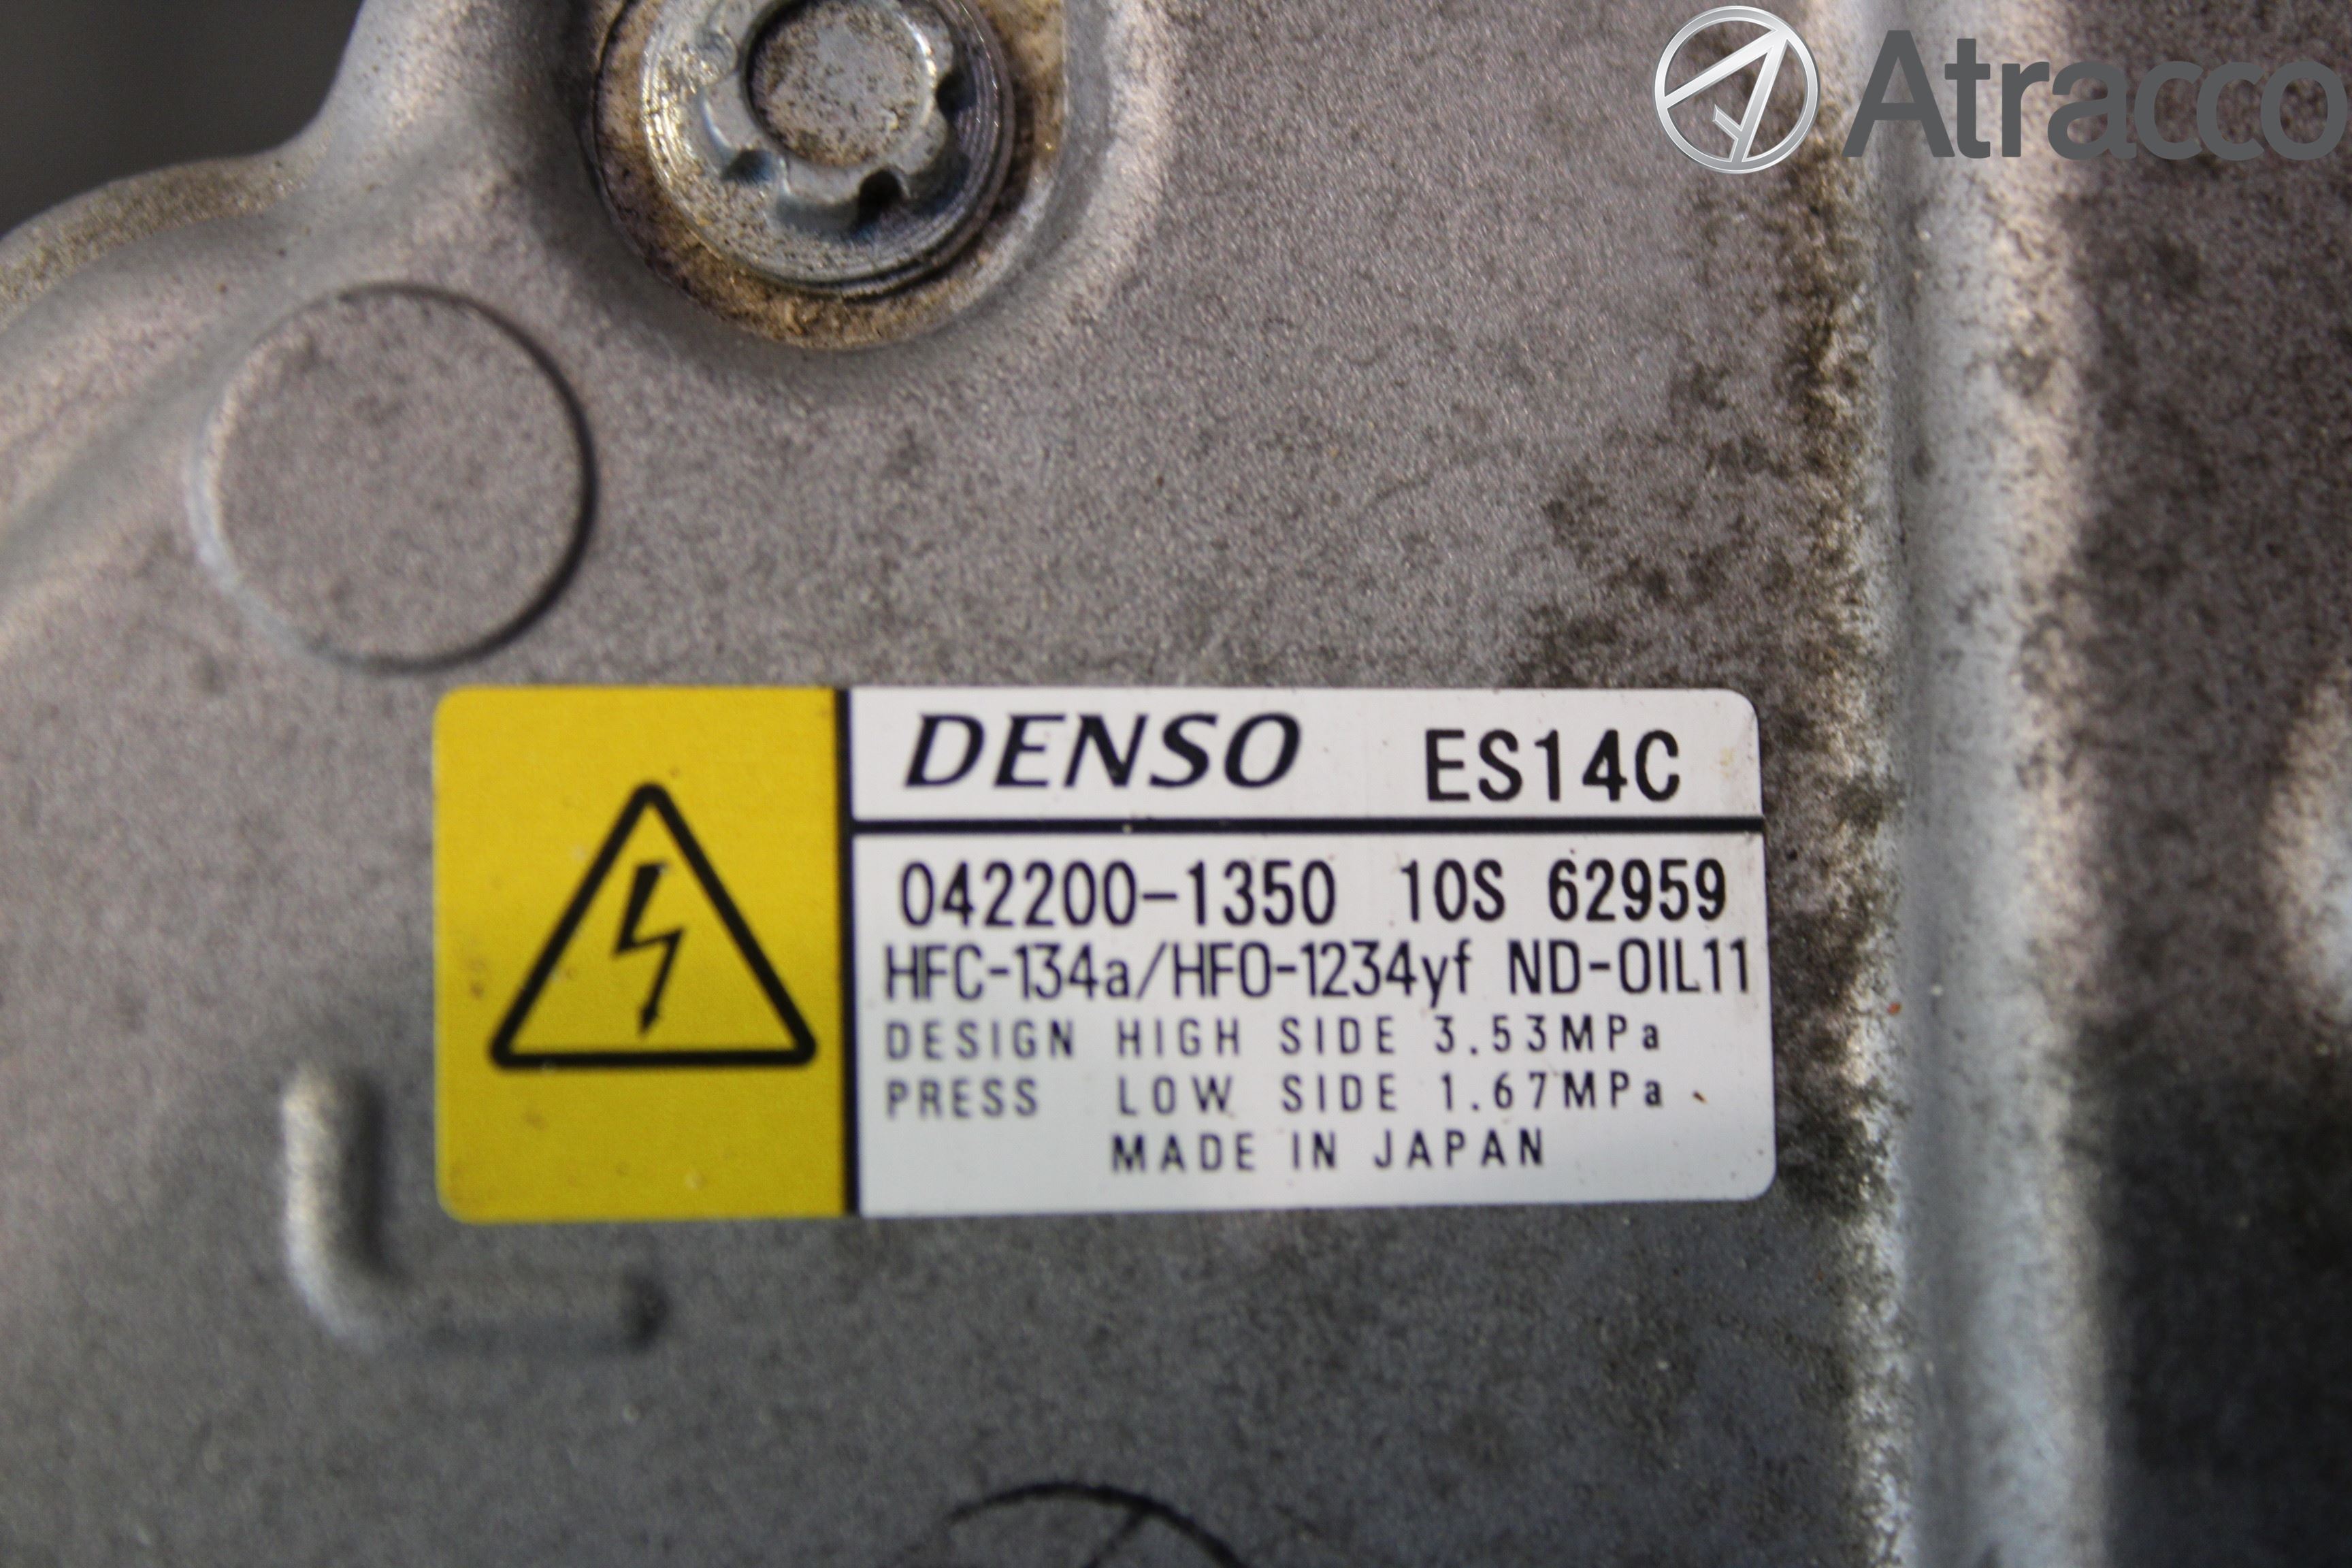 Atracco
DENSO ES14C
042200-1350 10S 62959
HFC-134a/HFO-1234yf ND-OIL11
DESIGN HIGH SIDE 3.53MPa
PRESS LOW SIDE 1.67MPa
MADE IN JAPAN